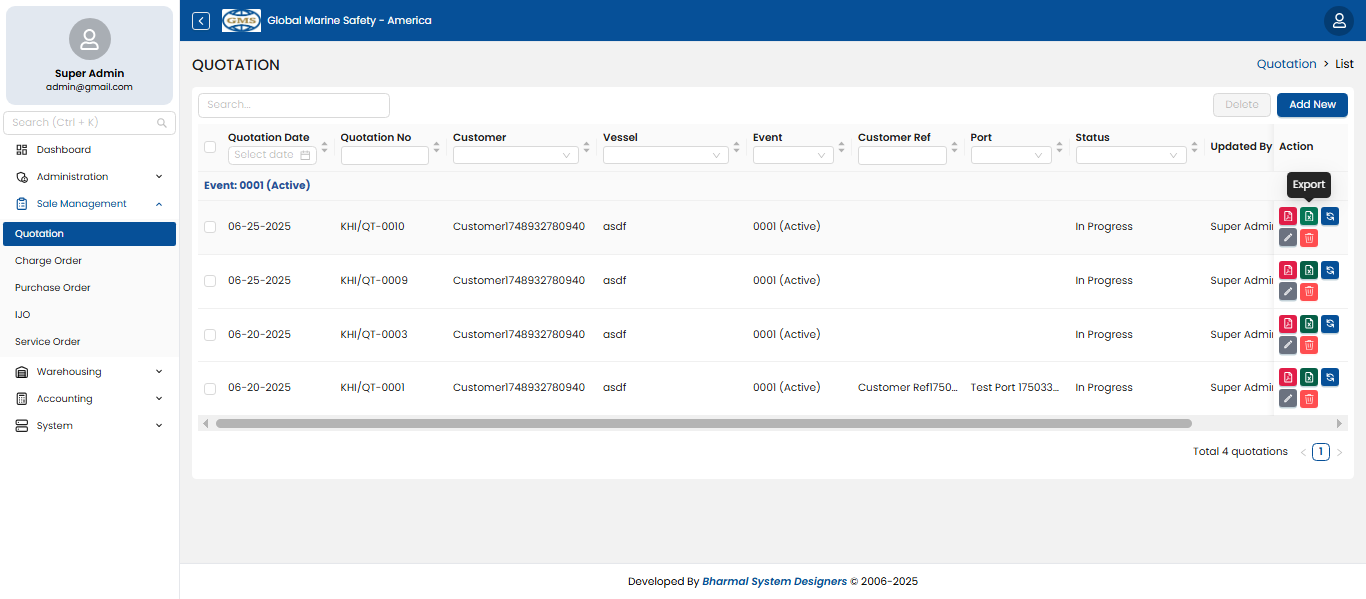 GMS
Global Marine Safety - America
Super Admin
admin@gmail.com
Search (Ctrl + K)
Dashboard
Administration
Sale Management
Quotation
Charge Order
Purchase Order
IJO
Service Order
Warehousing
Accounting
System
QUOTATION
Quotation > List
Search...
Delete
Add New
Quotation Date
Quotation No
Customer
Vessel
Event
Customer Ref
Port
Status
Updated By
Action
Select date
Event: 0001 (Active)
Export
06-25-2025 KHI/QT-0010 Customer1748932780940 asdf 0001 (Active) In Progress Super Admi
06-25-2025 KHI/QT-0009 Customer1748932780940 asdf 0001 (Active) In Progress Super Admi
06-20-2025 KHI/QT-0003 Customer1748932780940 asdf 0001 (Active) In Progress Super Admi
06-20-2025 KHI/QT-0001 Customer1748932780940 asdf 0001 (Active) Customer Ref1750... Test Port 175033... In Progress Super Admi
Total 4 quotations < 1 >
Developed By Bharmal System Designers © 2006-2025